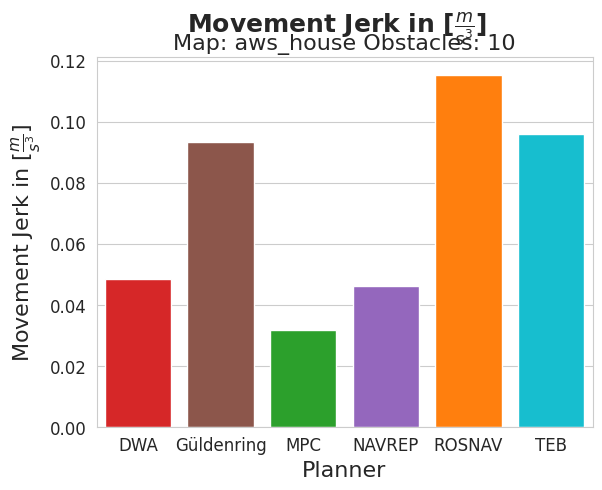 Movement Jerk in [m/s³]
Map: aws_house Obstacles: 10
Movement Jerk in [m/s³]
0.12
0.10
0.08
0.06
0.04
0.02
0.00
DWA Güldenring MPC NAVREP ROSNAV TEB
Planner